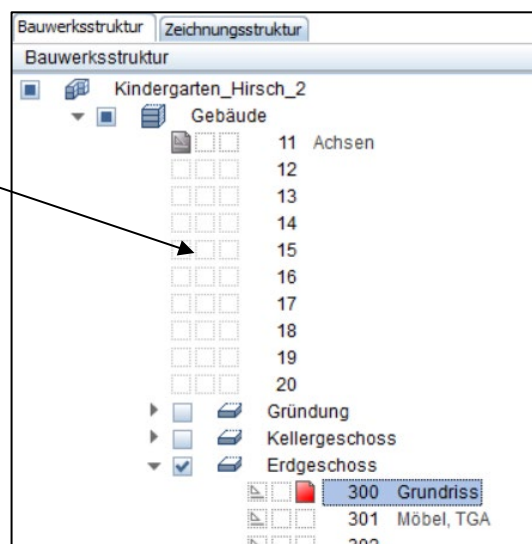 Bauwerksstruktur Zeichnungsstruktur
Bauwerksstruktur
Kindergarten_Hirsch_2
Gebäude
11 Achsen
12
13
14
15
16
17
18
19
20
Gründung
Kellergeschoss
Erdgeschoss
300 Grundriss
301 Möbel, TGA
302